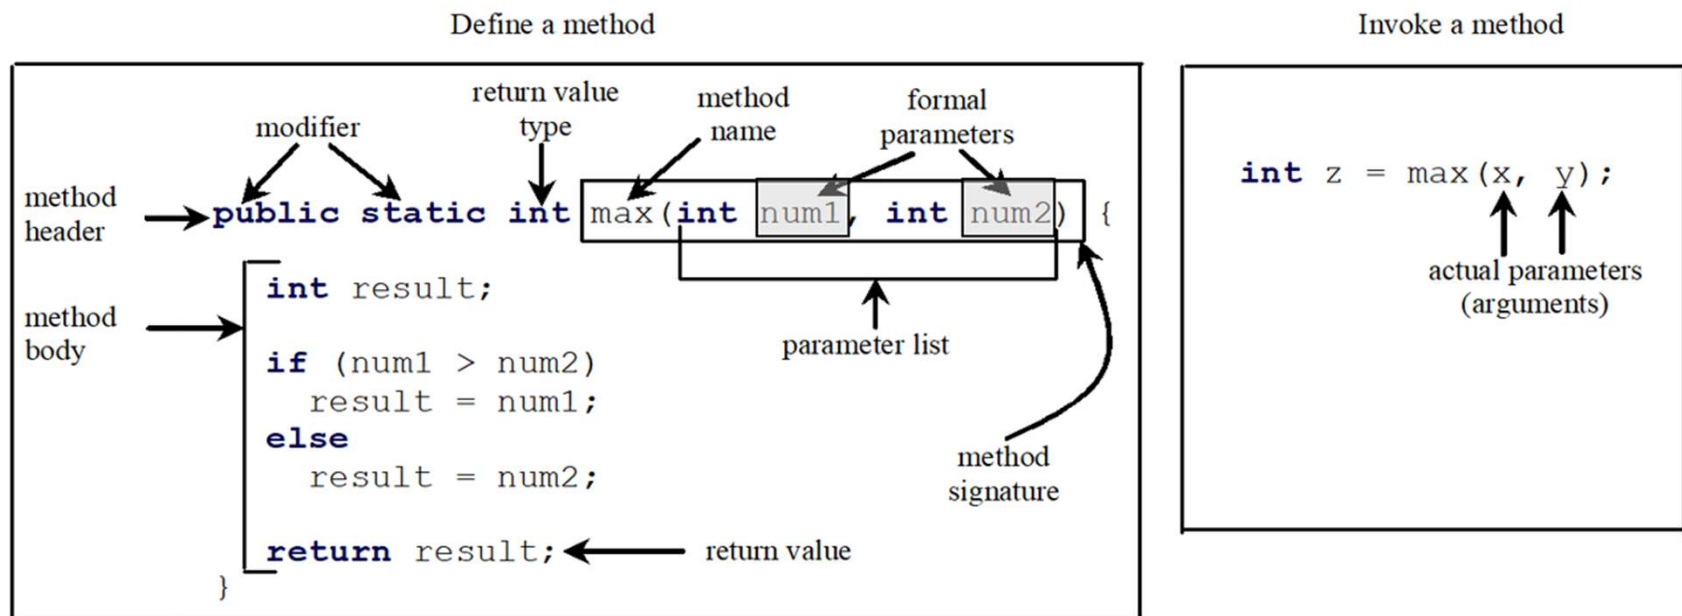 Define a method
Invoke a method
return value
type
method
name
formal
parameters
modifier
method
header
public static int max(int num1, int num2) {
int result;
method
body
parameter list
if (num1 > num2)
result = num1;
else
result = num2;
method
signature
return result;
return value
}
int z = max(x, y);
actual parameters
(arguments)